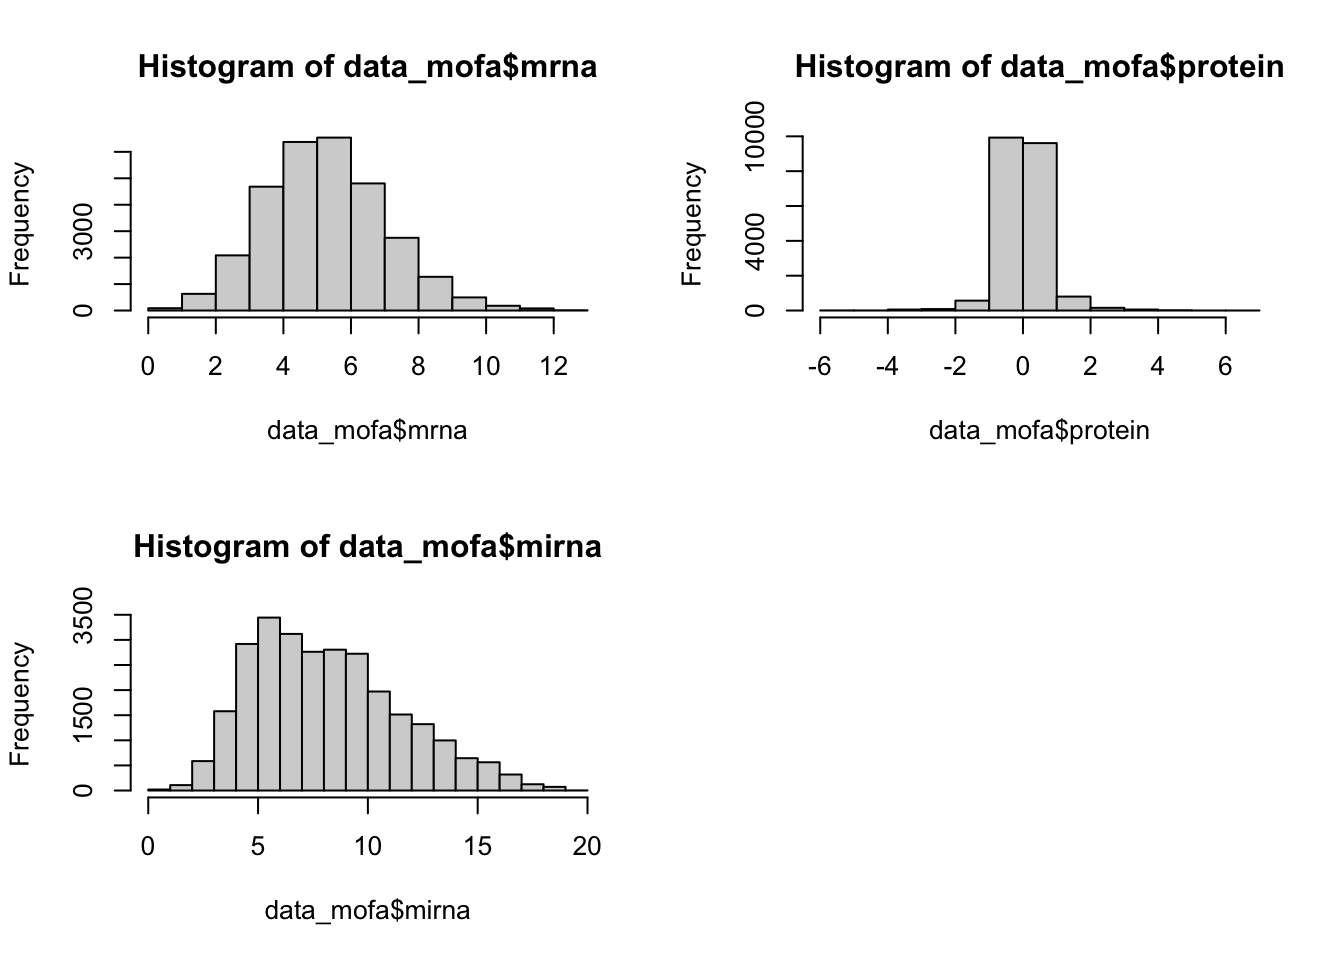 Histogram of data_mofa$mrna
Frequency
3000
0
0 2 4 6 8 10 12
data_mofa$mrna
Histogram of data_mofa$protein
Frequency
10000
4000
0
-6 -4 -2 0 2 4 6
data_mofa$protein
Histogram of data_mofa$mirna
Frequency
3500
1500
0
0 5 10 15 20
data_mofa$mirna